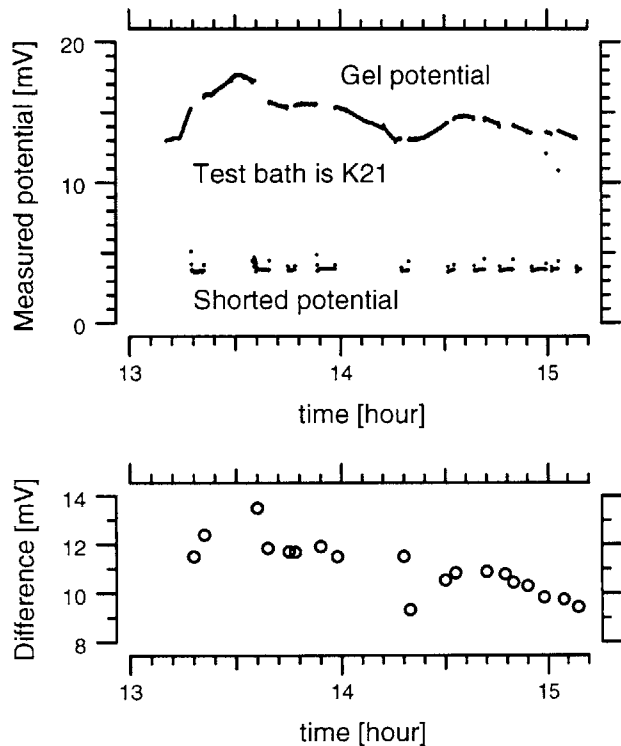 Measured potential [mV]
20
10
0
Gel potential
Test bath is K21
Shorted potential
13
14
15
time [hour]
Difference [mV]
14
12
10
8
13
14
15
time [hour]